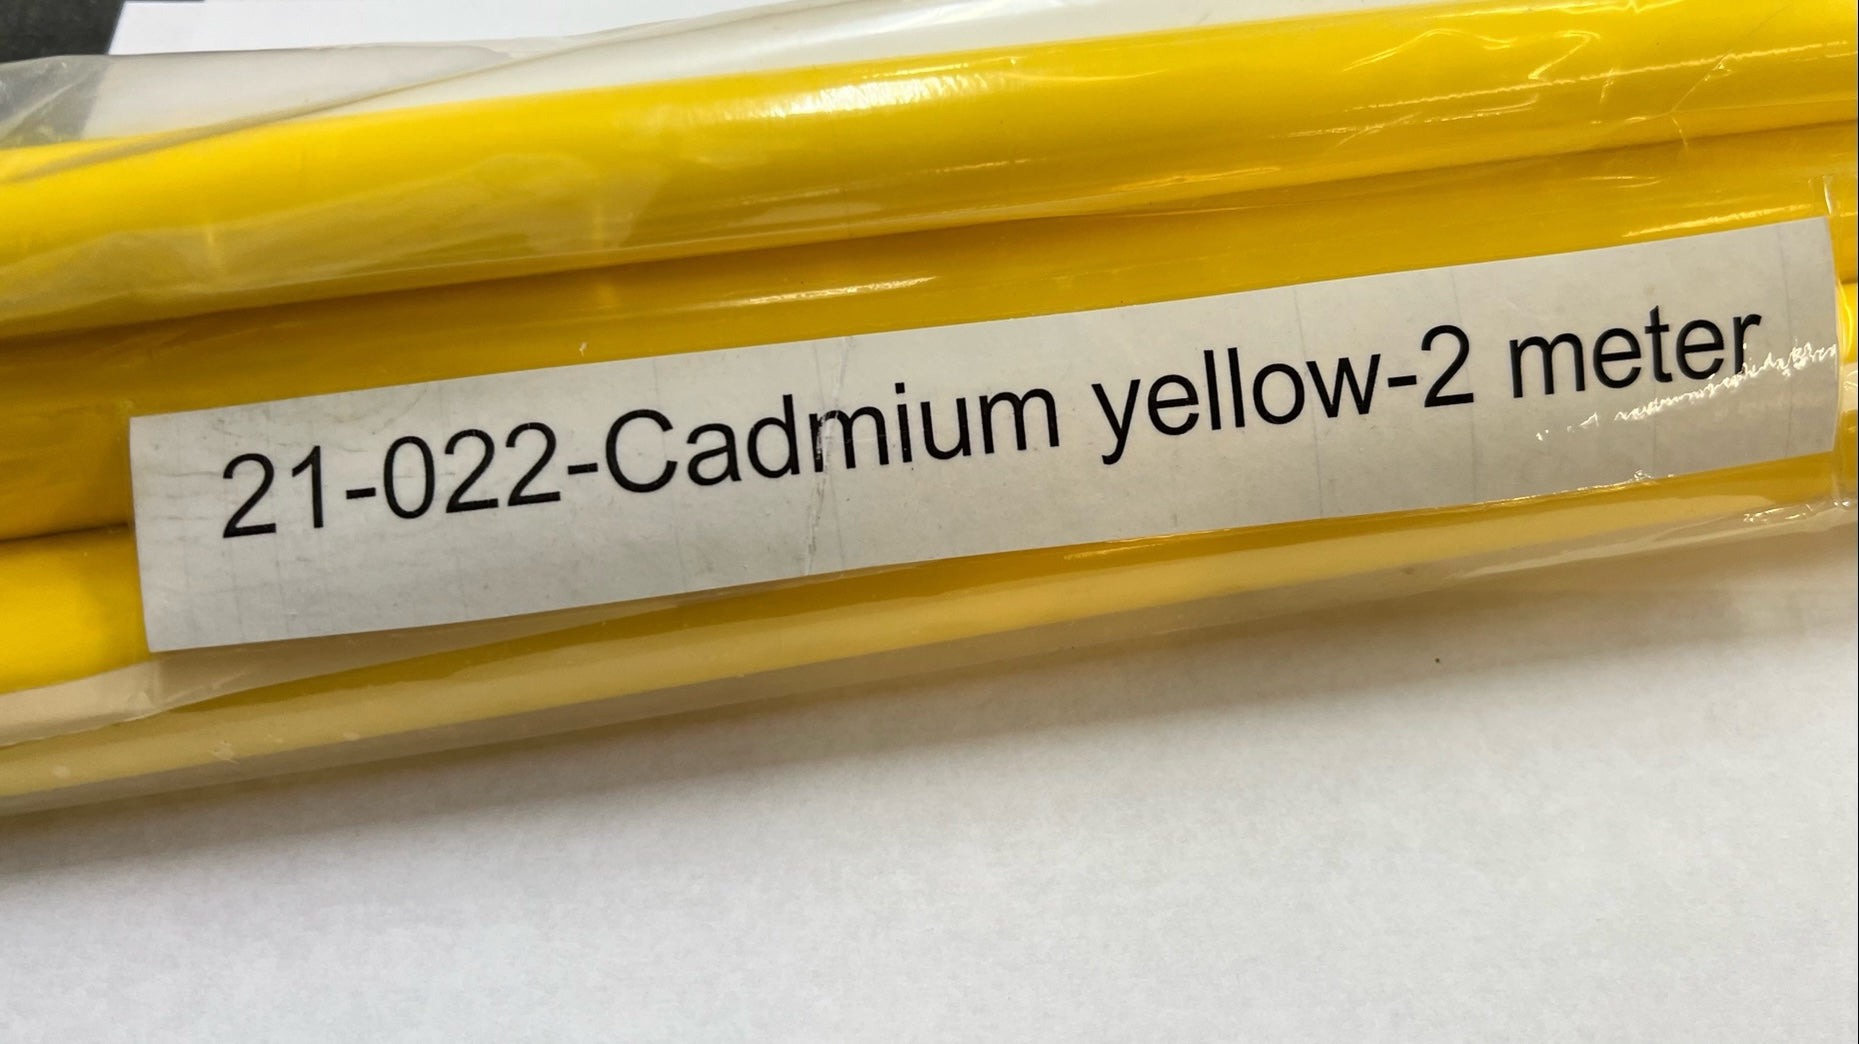 21-022-Cadmium yellow-2 meter